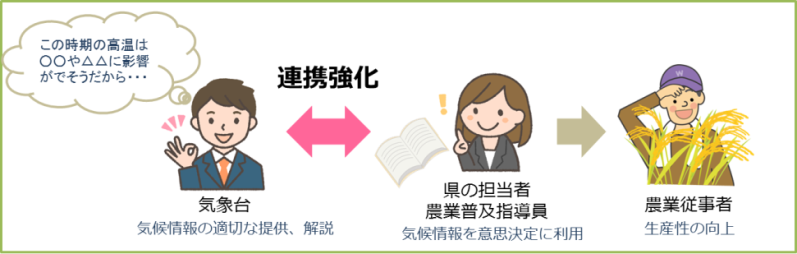 この時期の高温は
〇〇や△△に影響
がでそうだから・・・
連携強化
!
W
気象台
気候情報の適切な提供、解説
県の担当者
農業普及指導員
気候情報を意思決定に利用
農業従事者
生産性の向上